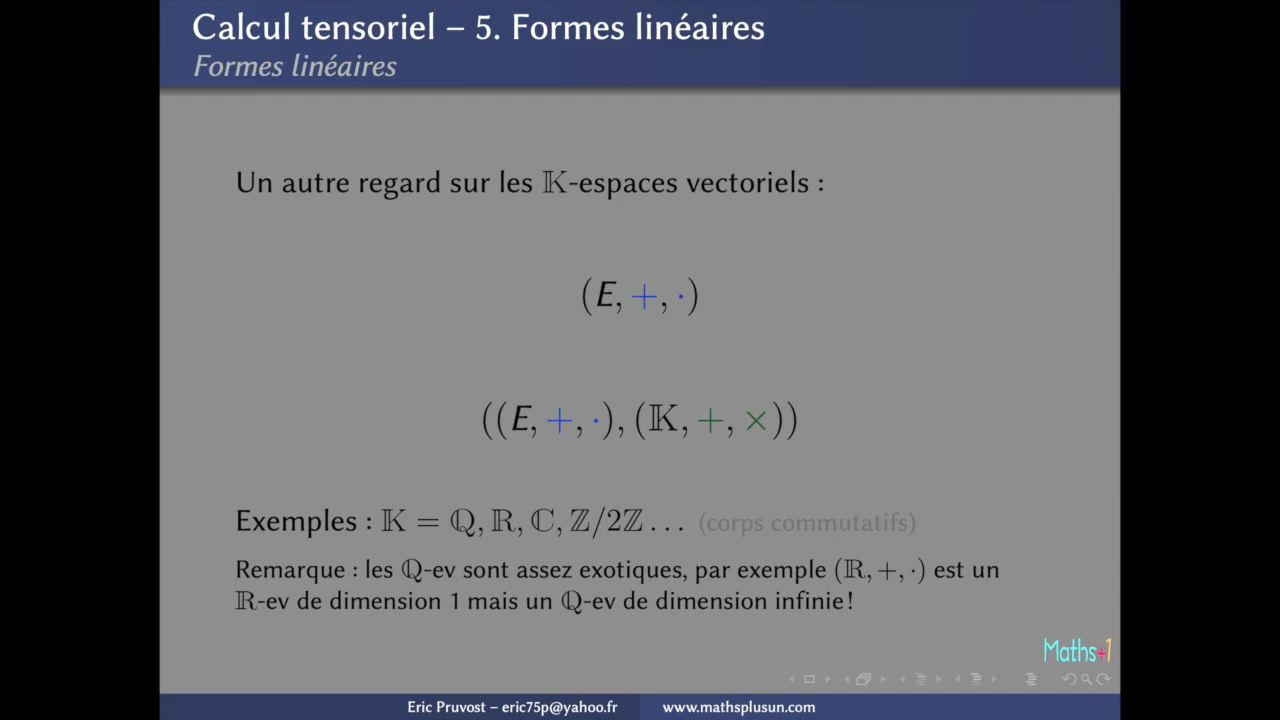 Calcul tensoriel – 5. Formes linéaires
Formes linéaires
Un autre regard sur les 𝕂-espaces vectoriels :
(E, +, ·)
((E, +, ·), (𝕂, +, ×))
Exemples : 𝕂 = ℚ, ℝ, ℂ, ℤ/2ℤ … (corps commutatifs)
Remarque : les ℚ-ev sont assez exotiques, par exemple (ℝ, +, ·) est un
ℝ-ev de dimension 1 mais un ℚ-ev de dimension infinie !
Maths+1
Eric Pruvost – eric75p@yahoo.fr www.mathsplusun.com